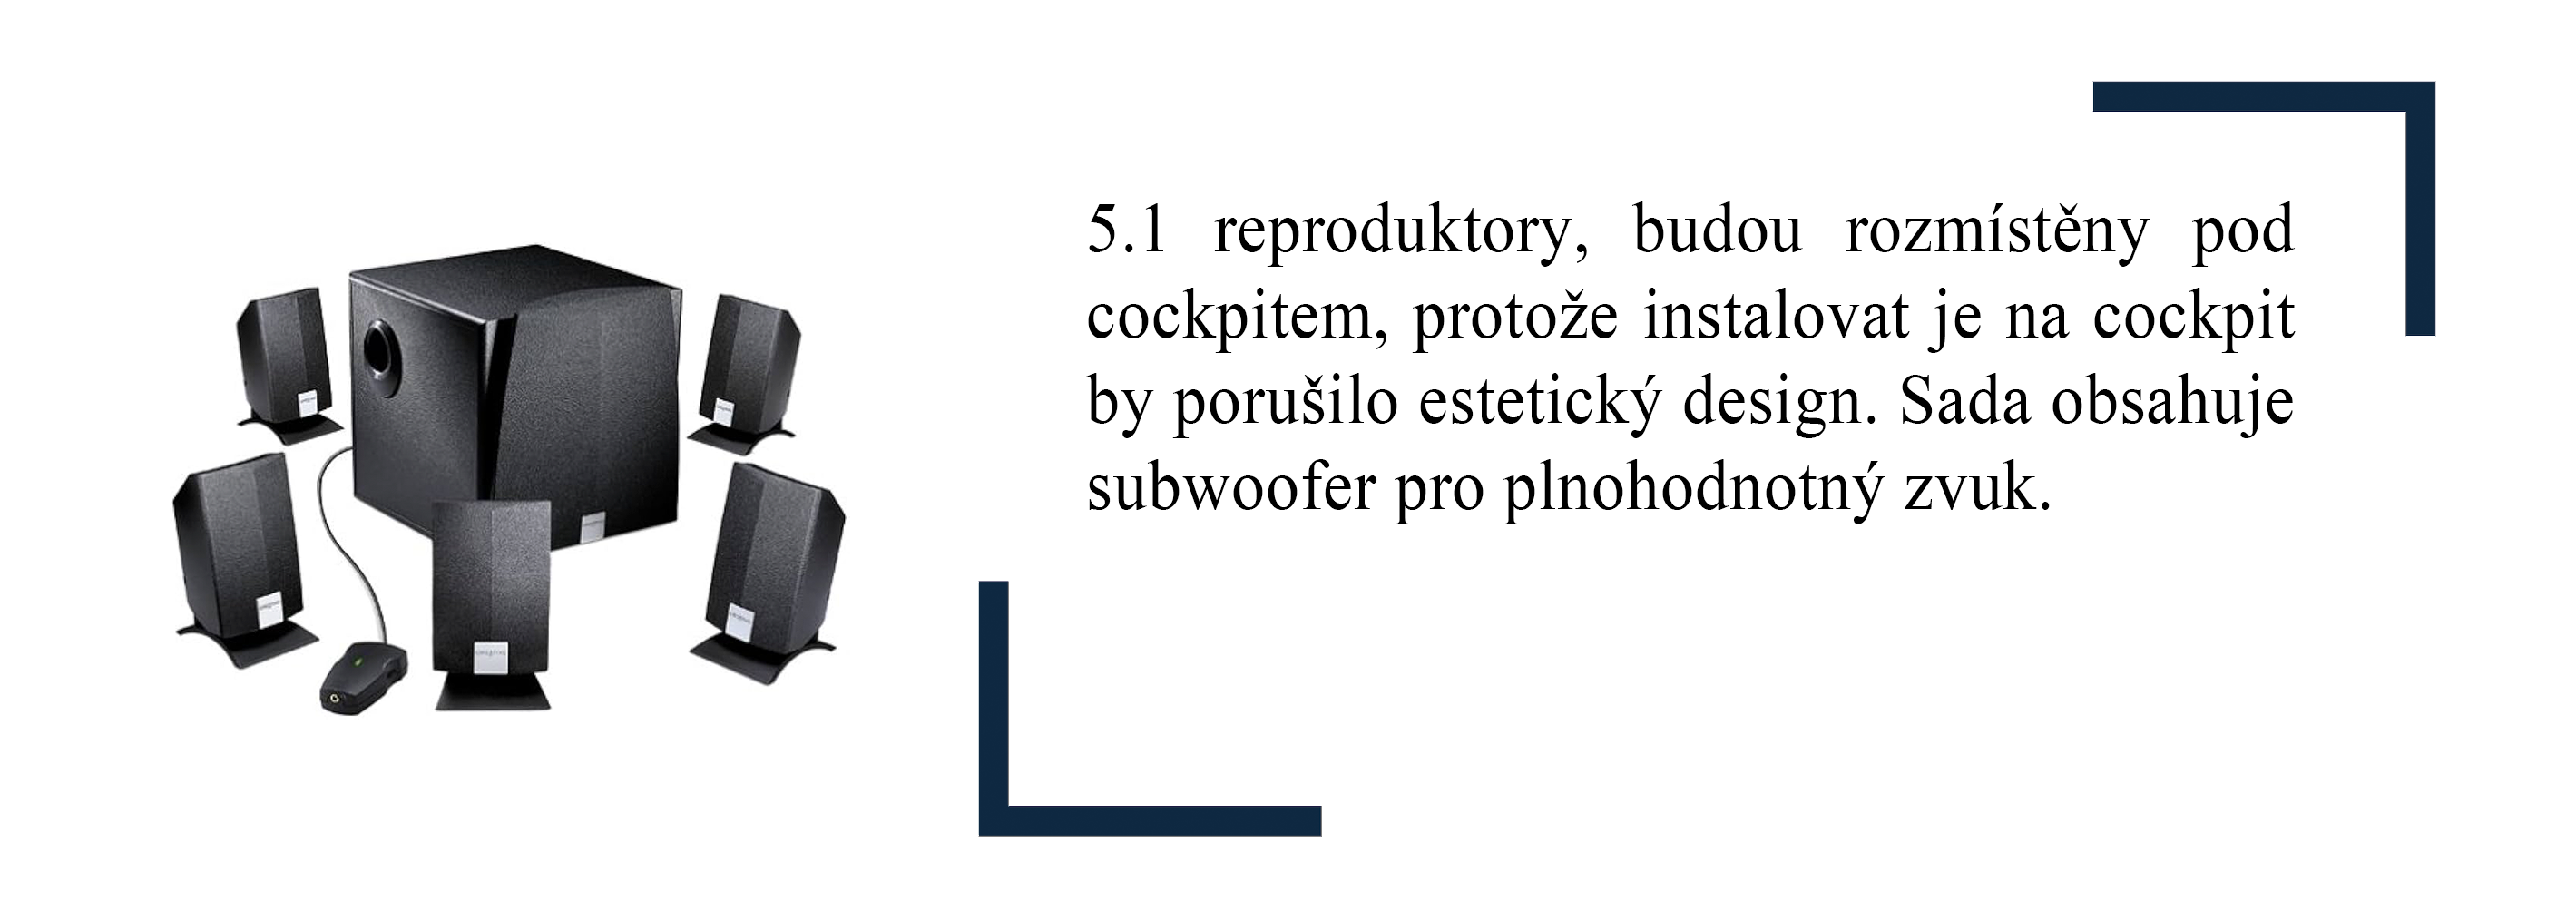 5.1 reproduktory, budou rozmístěny pod
cockpitem, protože instalovat je na cockpit
by porušilo estetický design. Sada obsahuje
subwoofer pro plnohodnotný zvuk.